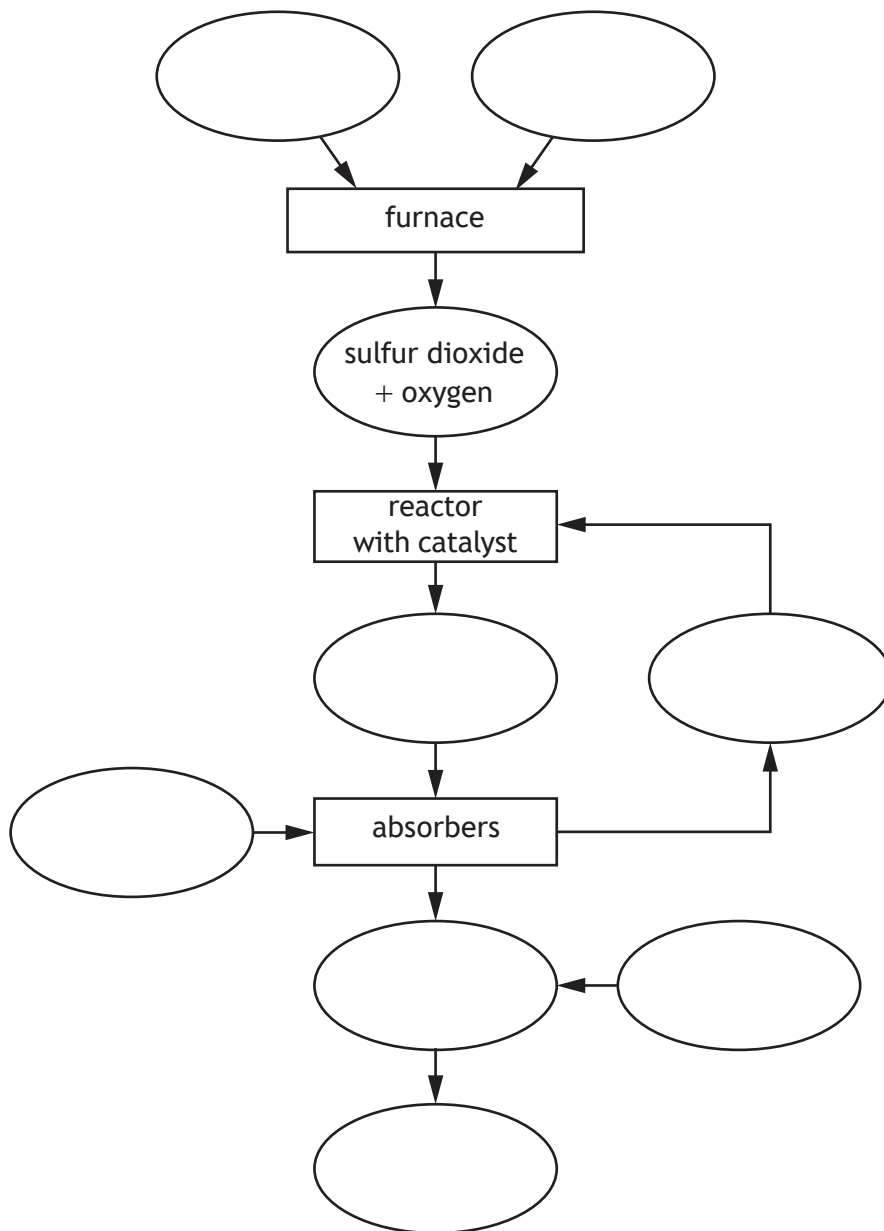 furnace
sulfur dioxide
+ oxygen
reactor
with catalyst
absorbers